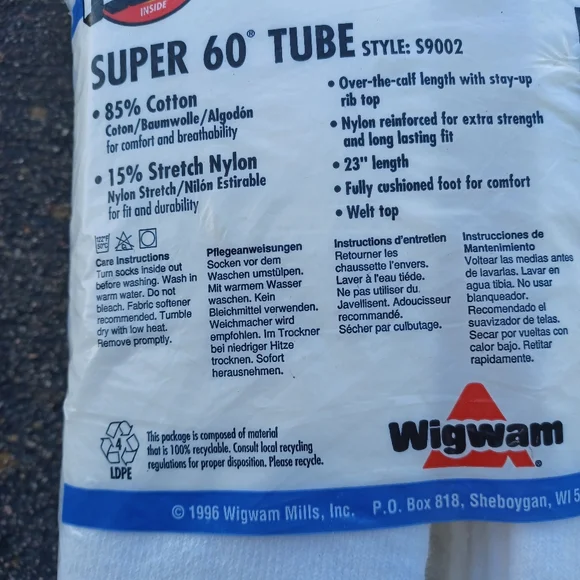 INSIDE
SUPER 60® TUBE STYLE: S9002
• 85% Cotton
Coton/Baumwolle/Algodón
for comfort and breathability
• 15% Stretch Nylon
Nylon Stretch/Nilón Estirable
for fit and durability
• Over-the-calf length with stay-up
rib top
• Nylon reinforced for extra strength
and long lasting fit
• 23" length
• Fully cushioned foot for comfort
• Welt top
Care Instructions
Turn socks inside out
before washing. Wash in
warm water. Do not
bleach. Fabric softener
recommended. Tumble
dry with low heat.
Remove promptly.
Pflegeanweisungen
Socken vor dem
Waschen umstülpen.
Mit warmem Wasser
waschen. Kein
Bleichmittel verwenden.
Weichmacher wird
empfohlen. Im Trockner
bei niedriger Hitze
trocknen. Sofort
herausnehmen.
Instructions d'entretien
Retourner les
chaussette l'envers.
Laver à l'eau tiéde.
Ne pas utiliser du
Javellisent. Adoucisseur
recommandé.
Sécher par culbutage.
Instrucciones de
Mantenimiento
Voltear las medias antes
de lavarlas. Lavar en
agua tibia. No usar
blanqueador.
Recomendado el
suavizador de telas.
Secar por vueltas con
calor bajo. Retitar
rapidamente.
4
LDPE
This package is composed of material
that is 100% recyclable. Consult local recycling
regulations for proper disposition. Please recycle.
Wigwam®
© 1996 Wigwam Mills, Inc. P.O. Box 818, Sheboygan, WI 5